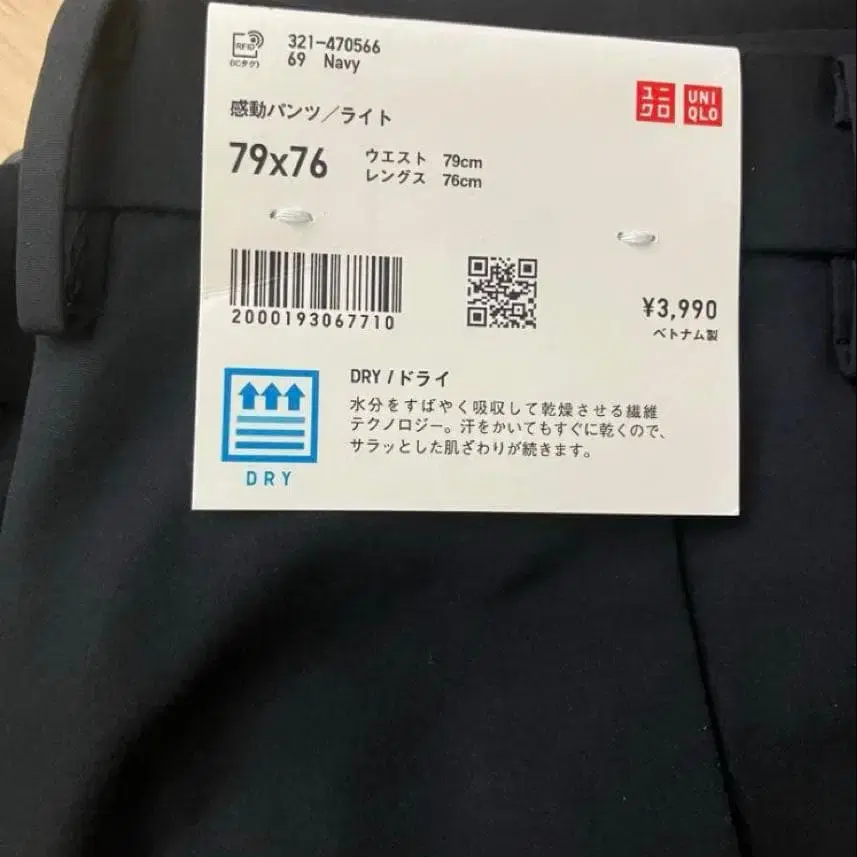 RFID
(ICタグ)
321-470566
69 Navy
ユニクロ
UNIQLO
感動パンツ／ライト
79x76
ウエスト 79cm
レングス 76cm
2000193067710
¥3,990
ベトナム製
DRY
DRY / ドライ
水分をすばやく吸収して乾燥させる繊維
テクノロジー。汗をかいてもすぐに乾くので、
サラッとした肌ざわりが続きます。